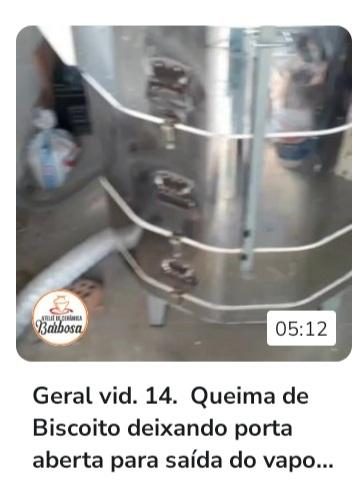 ATELIÊ DE CERÂMICA
Barbosa
05:12
Geral vid. 14. Queima de
Biscoito deixando porta
aberta para saída do vapo...